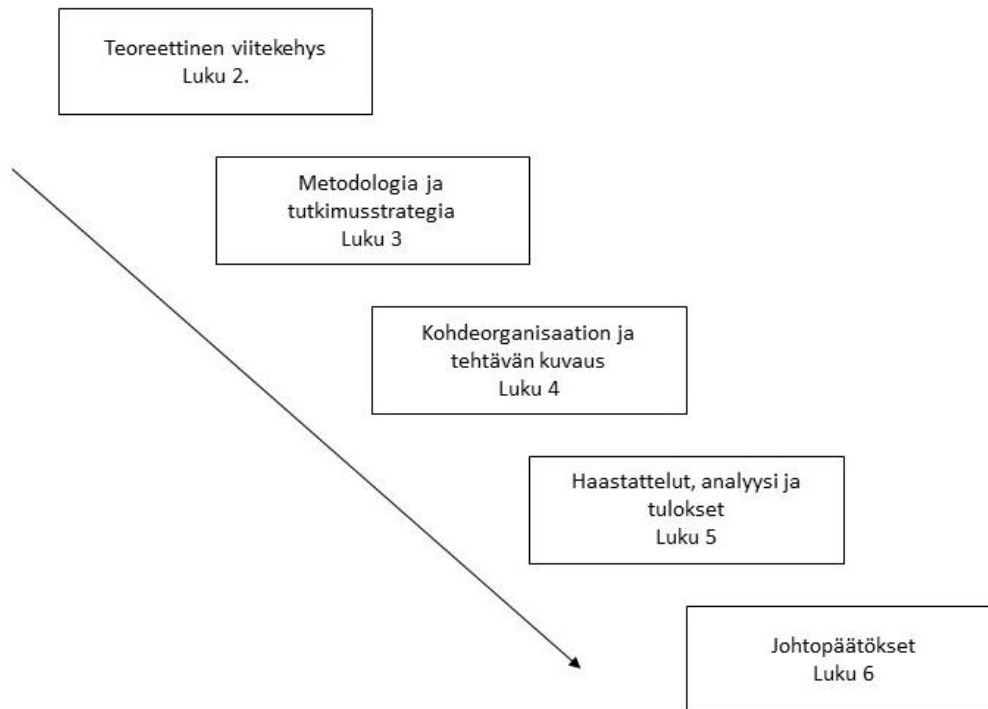 Teoreettinen viitekehys
Luku 2.
Metodologia ja
tutkimusstrategia
Luku 3
Kohdeorganisaation ja
tehtävän kuvaus
Luku 4
Haastattelut, analyysi ja
tulokset
Luku 5
Johtopäätökset
Luku 6